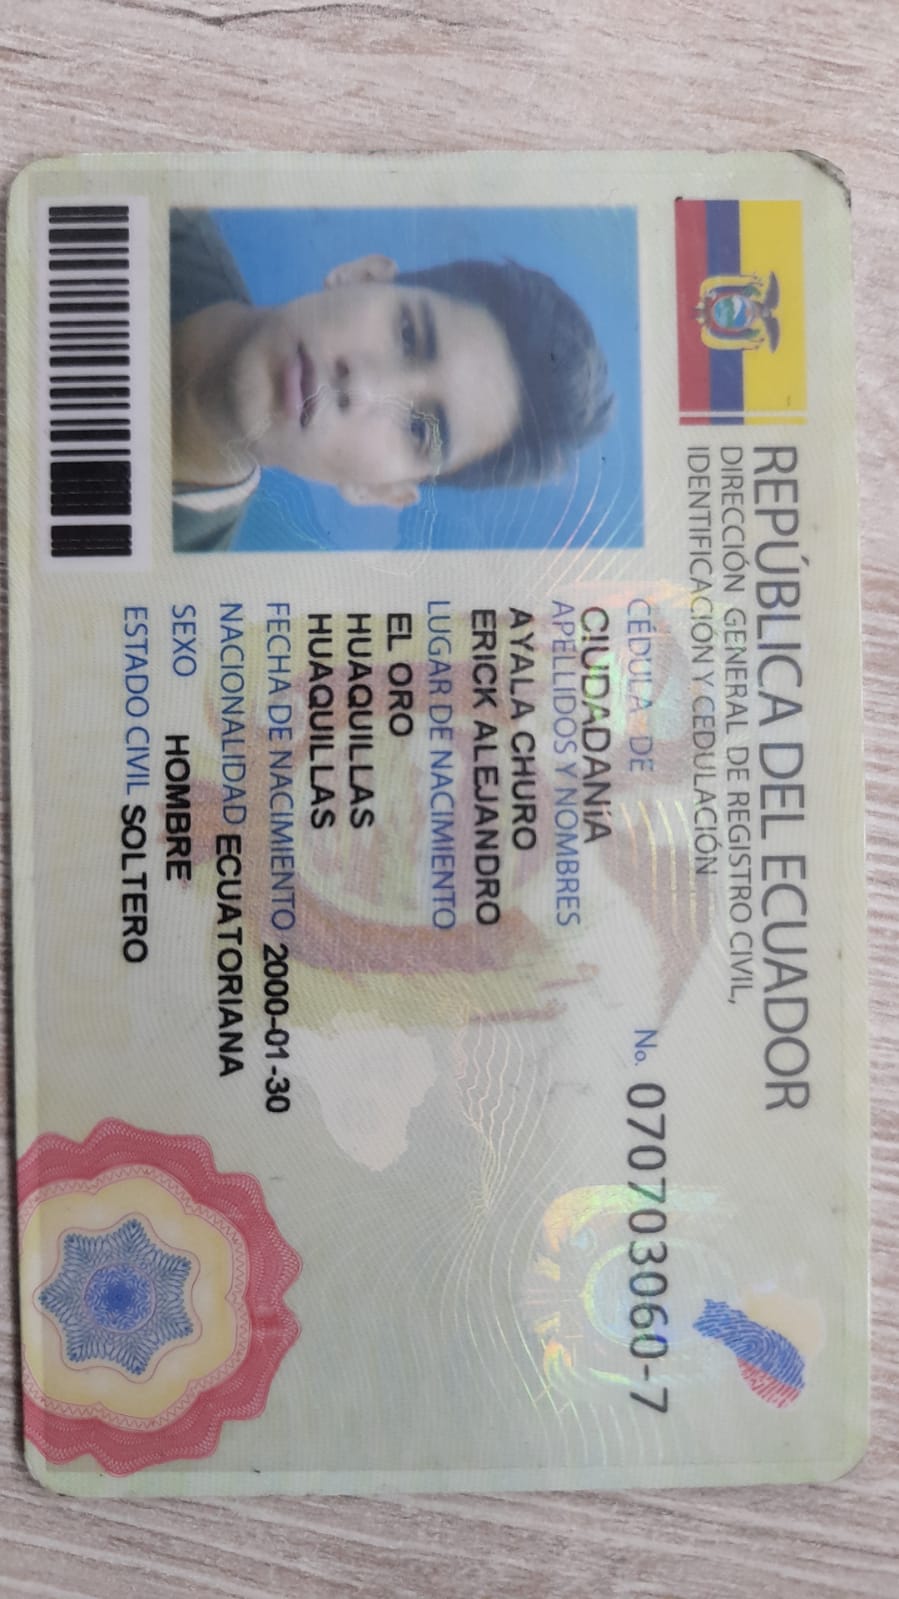 REPÚBLICA DEL ECUADOR
DIRECCIÓN GENERAL DE REGISTRO CIVIL,
IDENTIFICACIÓN Y CEDULACIÓN
CÉDULA DE No. 070703060-7
CIUDADANíA
APELLIDOS Y NOMBRES
AYALA CHURO
ERICK ALEJANDRO
LUGAR DE NACIMIENTO
EL ORO
HUAQUILLAS
HUAQUILLAS
FECHA DE NACIMIENTO 2000-01-30
NACIONALIDAD ECUATORIANA
SEXO HOMBRE
ESTADO CIVIL SOLTERO